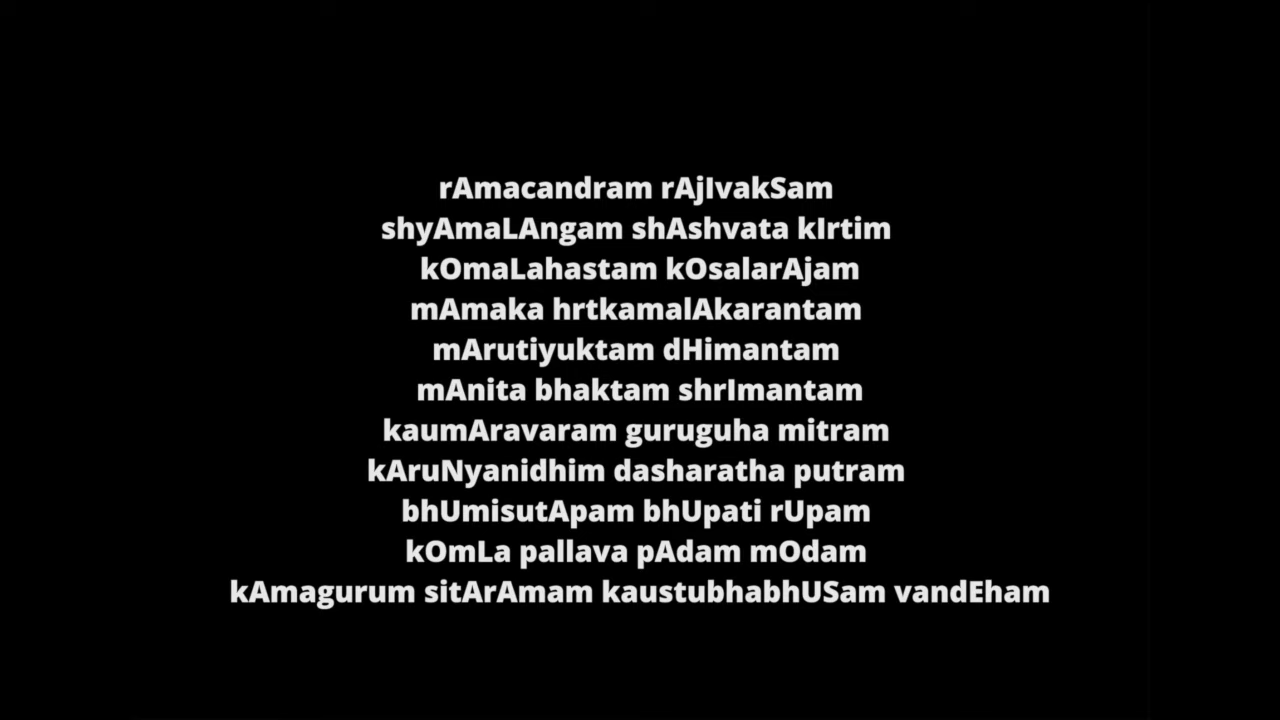 rAmacandram rAjIvakSam
shyAmaLAngam shAshvata kIrtim
kOmaLahastam kOsalarAjam
mAmaka hrtkamalAkarantam
mArutiyuktam dHimantam
mAnita bhaktam shrImantam
kaumAravaram guruguha mitram
kAruNyanidhim dasharatha putram
bhUmisutApam bhUpati rUpam
kOmLa pallava pAdam mOdam
kAmagurum sitArAmam kaustubhabhUSam vandEham